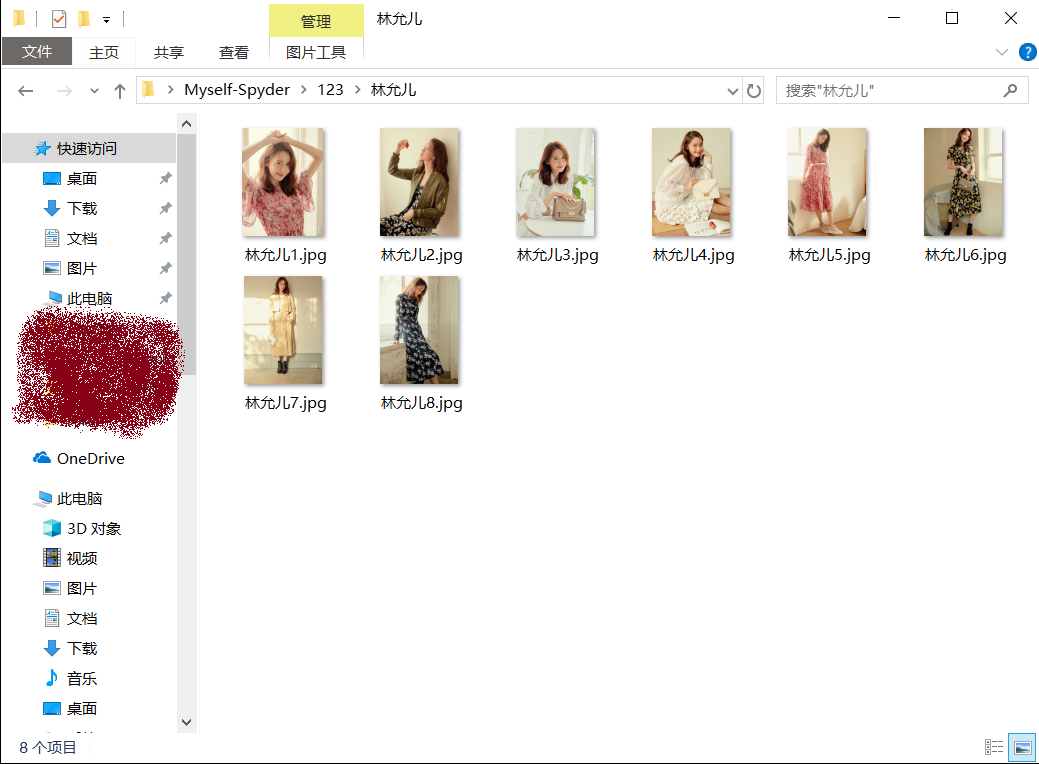 管理
林允儿
文件
主页
共享
查看
图片工具
Myself-Spyder
123
林允儿
搜索"林允儿"
快速访问
桌面
下载
文档
图片
此电脑
OneDrive
此电脑
3D 对象
视频
图片
文档
下载
音乐
桌面
林允儿1.jpg
林允儿2.jpg
林允儿3.jpg
林允儿4.jpg
林允儿5.jpg
林允儿6.jpg
林允儿7.jpg
林允儿8.jpg
8 个项目